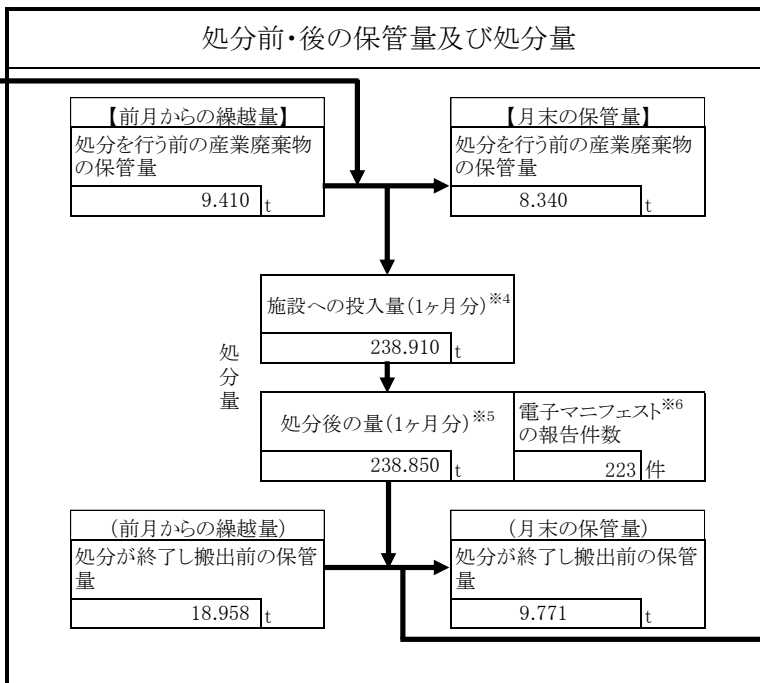 処分前・後の保管量及び処分量
【前月からの繰越量】
処分を行う前の産業廃棄物
の保管量
9.410 t
【月末の保管量】
処分を行う前の産業廃棄物
の保管量
8.340 t
処分量
施設への投入量(1ヶ月分)※4
238.910 t
処分後の量(1ヶ月分)※5
238.850 t
電子マニフェスト※6
の報告件数
223 件
(前月からの繰越量)
処分が終了し搬出前の保管
量
18.958 t
(月末の保管量)
処分が終了し搬出前の保管
量
9.771 t